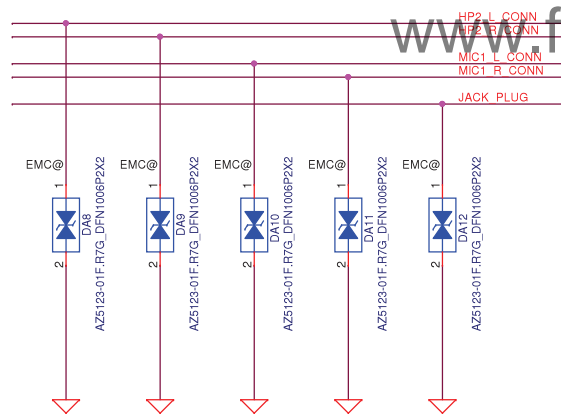 HP2_L_CONN
HP2_R_CONN
www.f
MIC1_L_CONN
MIC1_R_CONN
JACK_PLUG
EMC@
EMC@
EMC@
EMC@
EMC@
1
1
1
1
1
DA8
AZ5123-01F.R7G_DFN1006P2X2
DA9
AZ5123-01F.R7G_DFN1006P2X2
DA10
AZ5123-01F.R7G_DFN1006P2X2
DA11
AZ5123-01F.R7G_DFN1006P2X2
DA12
AZ5123-01F.R7G_DFN1006P2X2
2
2
2
2
2